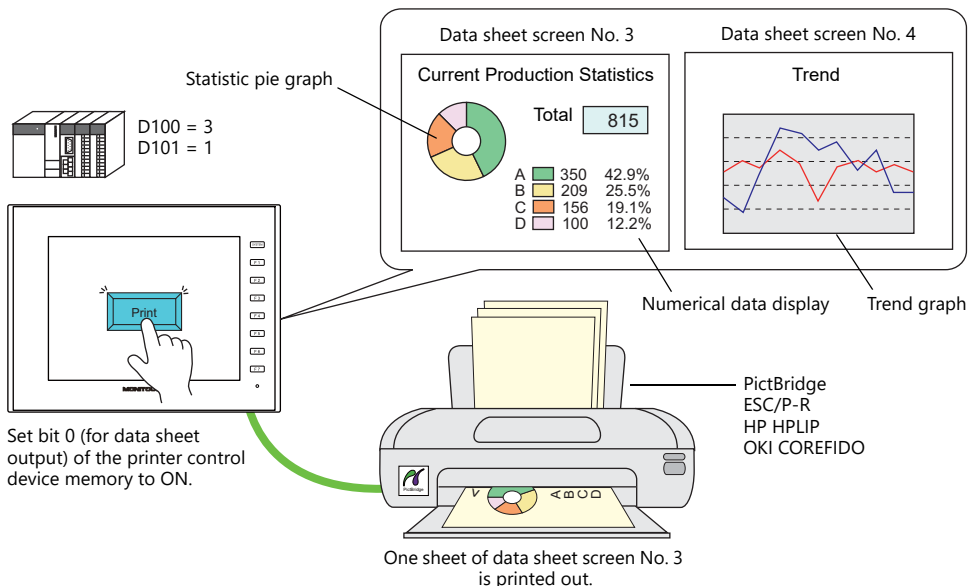 Data sheet screen No. 3
Data sheet screen No. 4
Statistic pie graph
Current Production Statistics
Total 815
A 350 42.9%
B 209 25.5%
C 156 19.1%
D 100 12.2%
Trend
D100 = 3
D101 = 1
Numerical data display
Trend graph
Print
Set bit 0 (for data sheet
output) of the printer control
device memory to ON.
PictBridge
ESC/P-R
HP HPLIP
OKI COREFIDO
PictBridge
A
B
C
D
One sheet of data sheet screen No. 3
is printed out.